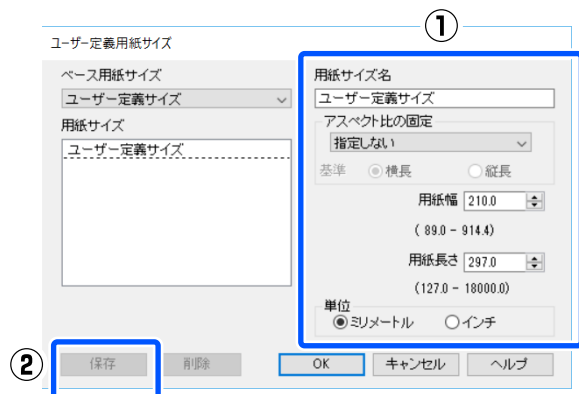 ①
ユーザー定義用紙サイズ
ベース用紙サイズ
ユーザー定義サイズ
用紙サイズ
ユーザー定義サイズ
用紙サイズ名
ユーザー定義サイズ
アスペクト比の固定
指定しない
基準 横長 縦長
用紙幅 210.0
( 89.0 - 914.4)
用紙長さ 297.0
(127.0 - 18000.0)
単位
ミリメートル インチ
② 保存 削除 OK キャンセル ヘルプ